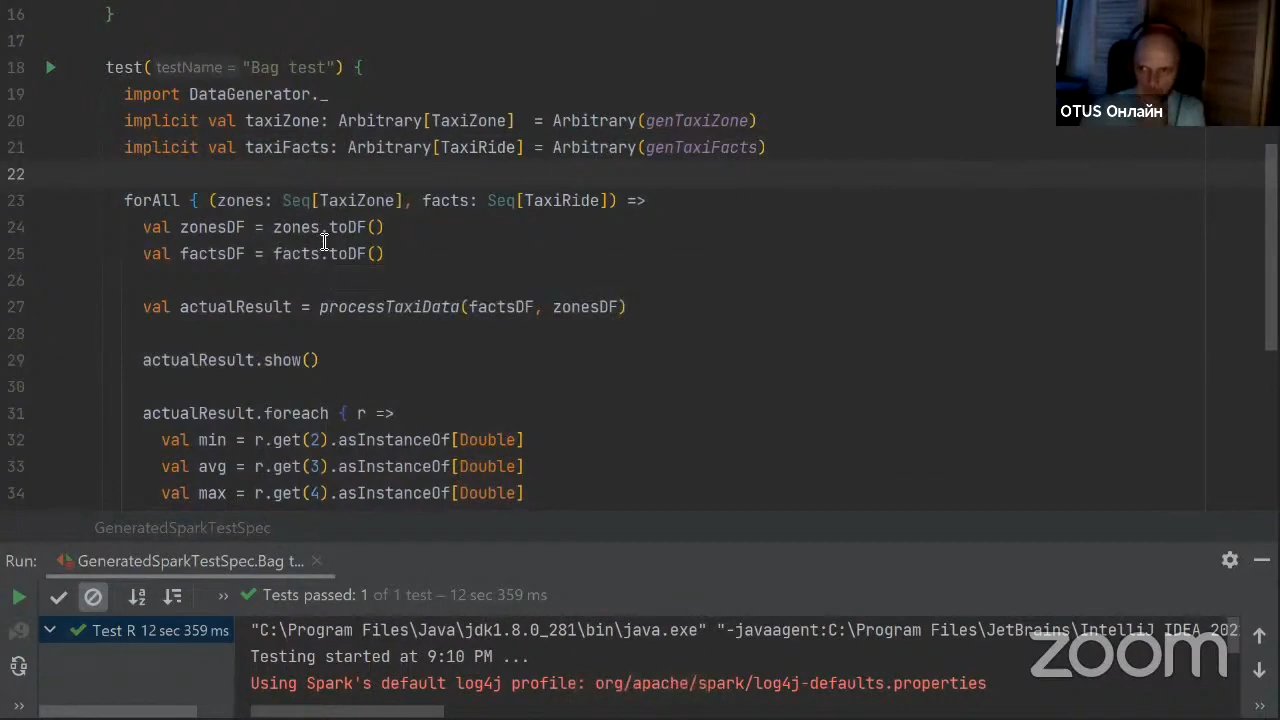 16 }
17
18 test( testName = "Bag test") {
19 import DataGenerator._
20 implicit val taxiZone: Arbitrary[TaxiZone] = Arbitrary(genTaxiZone)
21 implicit val taxiFacts: Arbitrary[TaxiRide] = Arbitrary(genTaxiFacts)
22
23 forAll { (zones: Seq[TaxiZone], facts: Seq[TaxiRide]) =>
24 val zonesDF = zones.toDF()
25 val factsDF = facts.toDF()
26
27 val actualResult = processTaxiData(factsDF, zonesDF)
28
29 actualResult.show()
30
31 actualResult.foreach { r =>
32 val min = r.get(2).asInstanceOf[Double]
33 val avg = r.get(3).asInstanceOf[Double]
34 val max = r.get(4).asInstanceOf[Double]
OTUS Онлайн
GeneratedSparkTestSpec
Run: GeneratedSparkTestSpec.Bag t...
» Tests passed: 1 of 1 test – 12 sec 359 ms
Test R 12 sec 359 ms
"C:\Program Files\Java\jdk1.8.0_281\bin\java.exe" "-javaagent:C:\Program Files\JetBrains\IntelliJ IDEA 202
Testing started at 9:10 PM ...
Using Spark's default log4j profile: org/apache/spark/log4j-defaults.properties
zoom